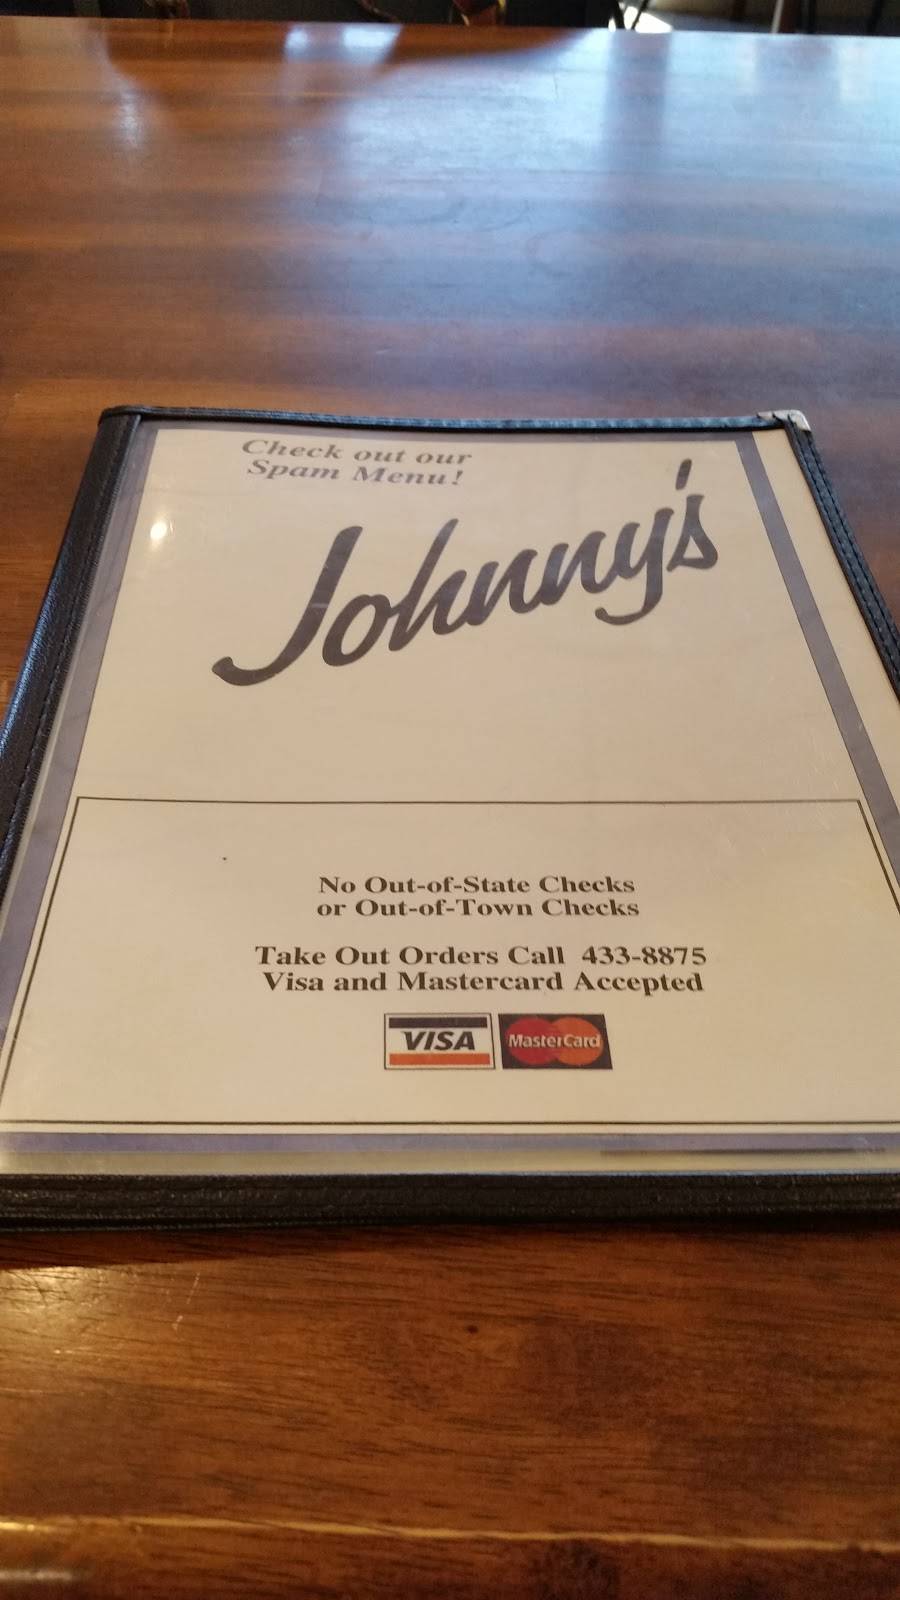 Check out our
Spam Menu!
Johnny's
No Out-of-State Checks
or Out-of-Town Checks
Take Out Orders Call 433-8875
Visa and Mastercard Accepted
VISA MasterCard